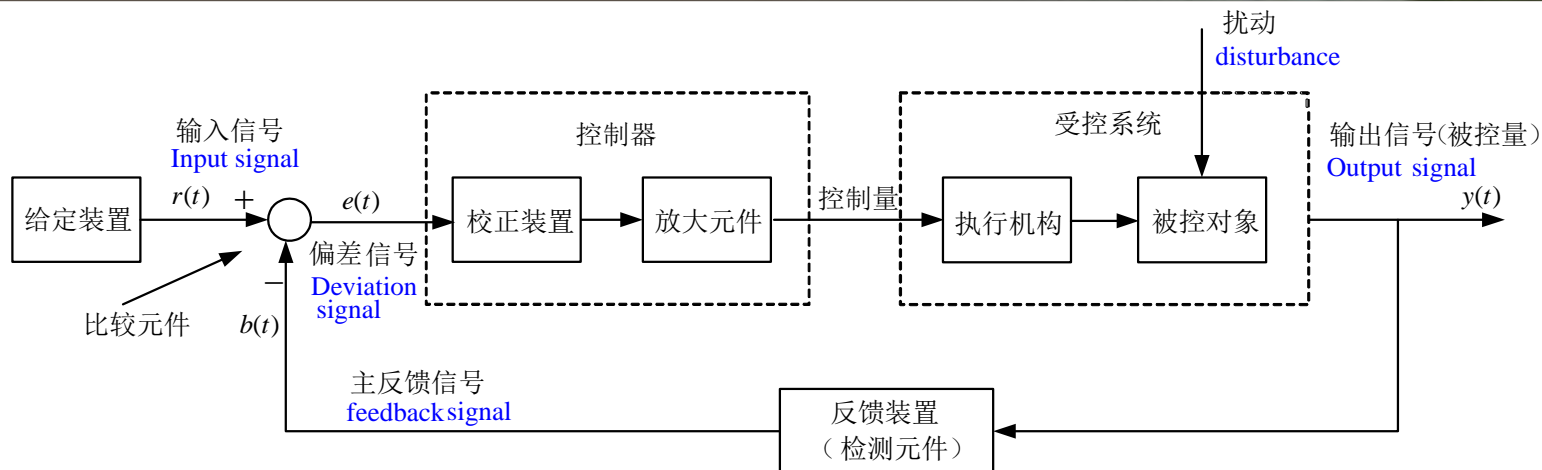 扰动
disturbance
输入信号
Input signal
控制器
受控系统
输出信号(被控量)
Output signal
给定装置
r(t)
+
e(t)
校正装置
放大元件
控制量
执行机构
被控对象
y(t)
偏差信号
Deviation
signal
−
b(t)
比较元件
主反馈信号
feedback signal
反馈装置
(检测元件)